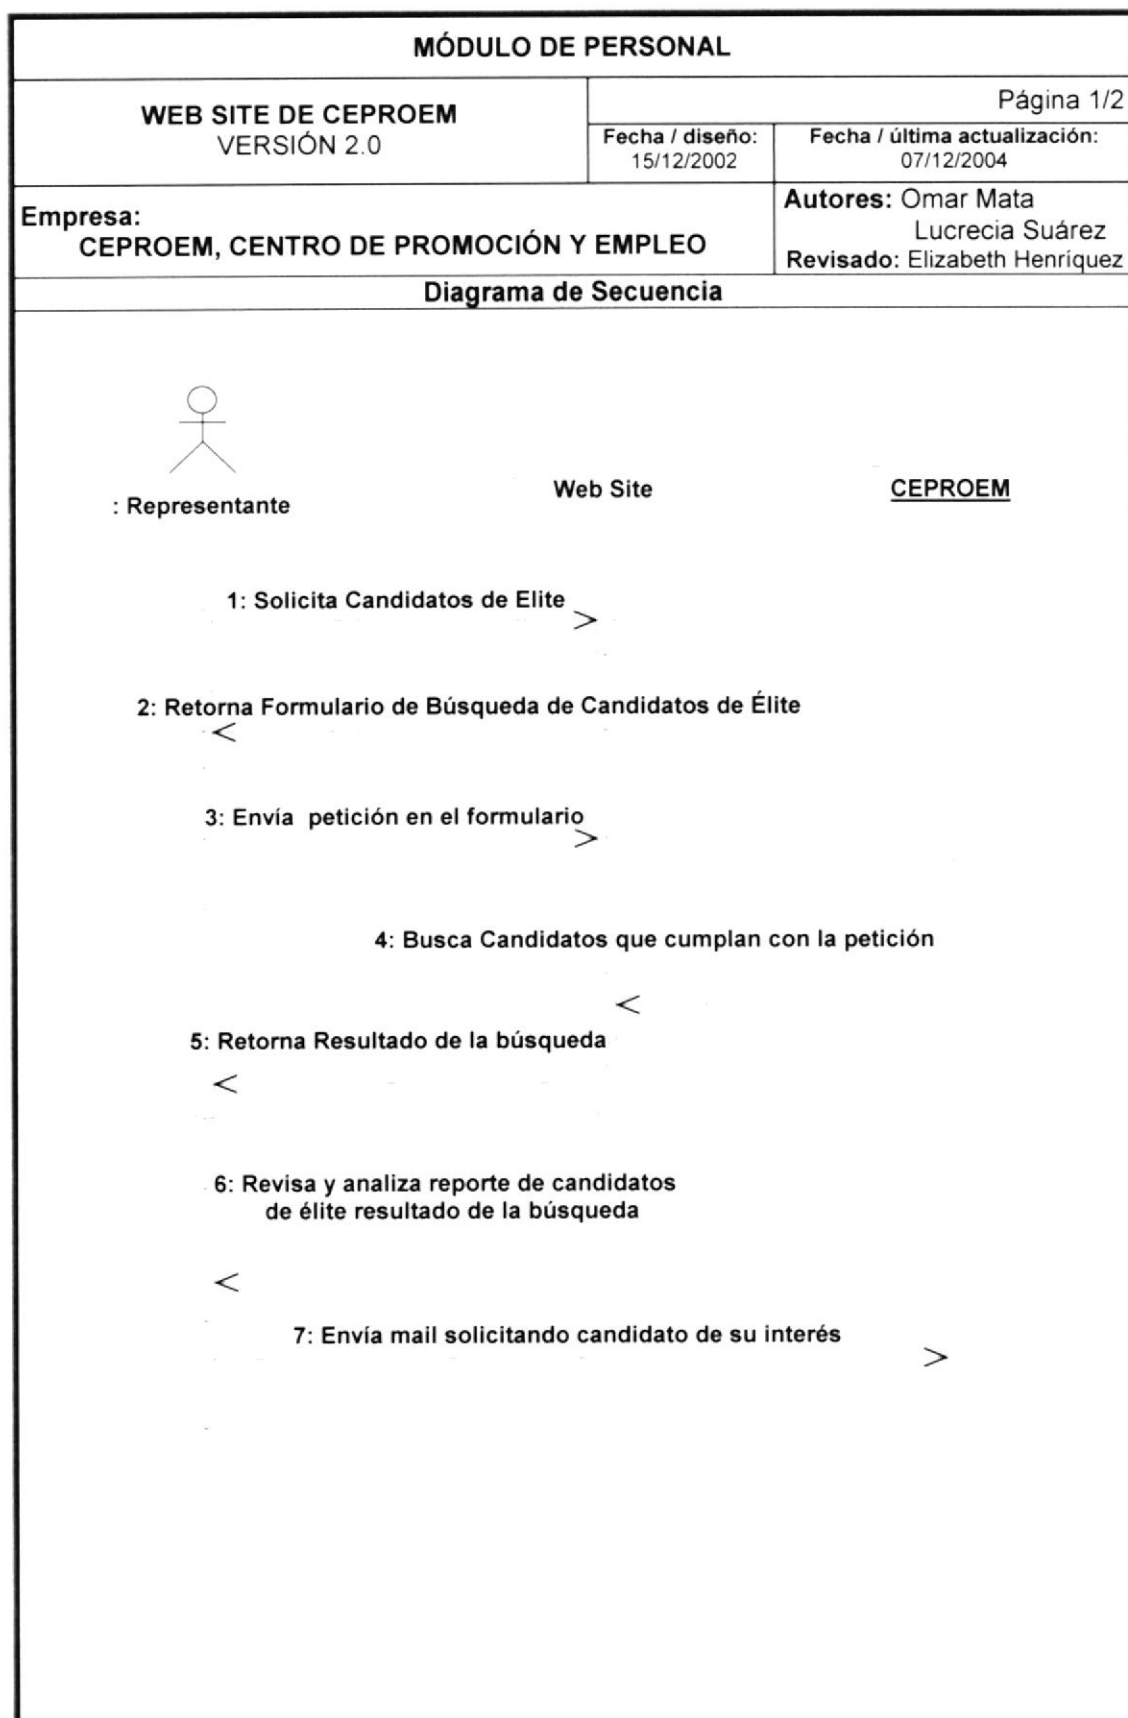 MÓDULO DE PERSONAL
WEB SITE DE CEPROEM
VERSIÓN 2.0
Página 1/2
Fecha / diseño:
15/12/2002
Fecha / última actualización:
07/12/2004
Empresa:
CEPROEM, CENTRO DE PROMOCIÓN Y EMPLEO
Autores: Omar Mata
Lucrecia Suárez
Revisado: Elizabeth Henríquez
Diagrama de Secuencia
: Representante
Web Site
CEPROEM
1: Solicita Candidatos de Elite
2: Retorna Formulario de Búsqueda de Candidatos de Élite
3: Envía petición en el formulario
4: Busca Candidatos que cumplan con la petición
5: Retorna Resultado de la búsqueda
6: Revisa y analiza reporte de candidatos
de élite resultado de la búsqueda
7: Envía mail solicitando candidato de su interés